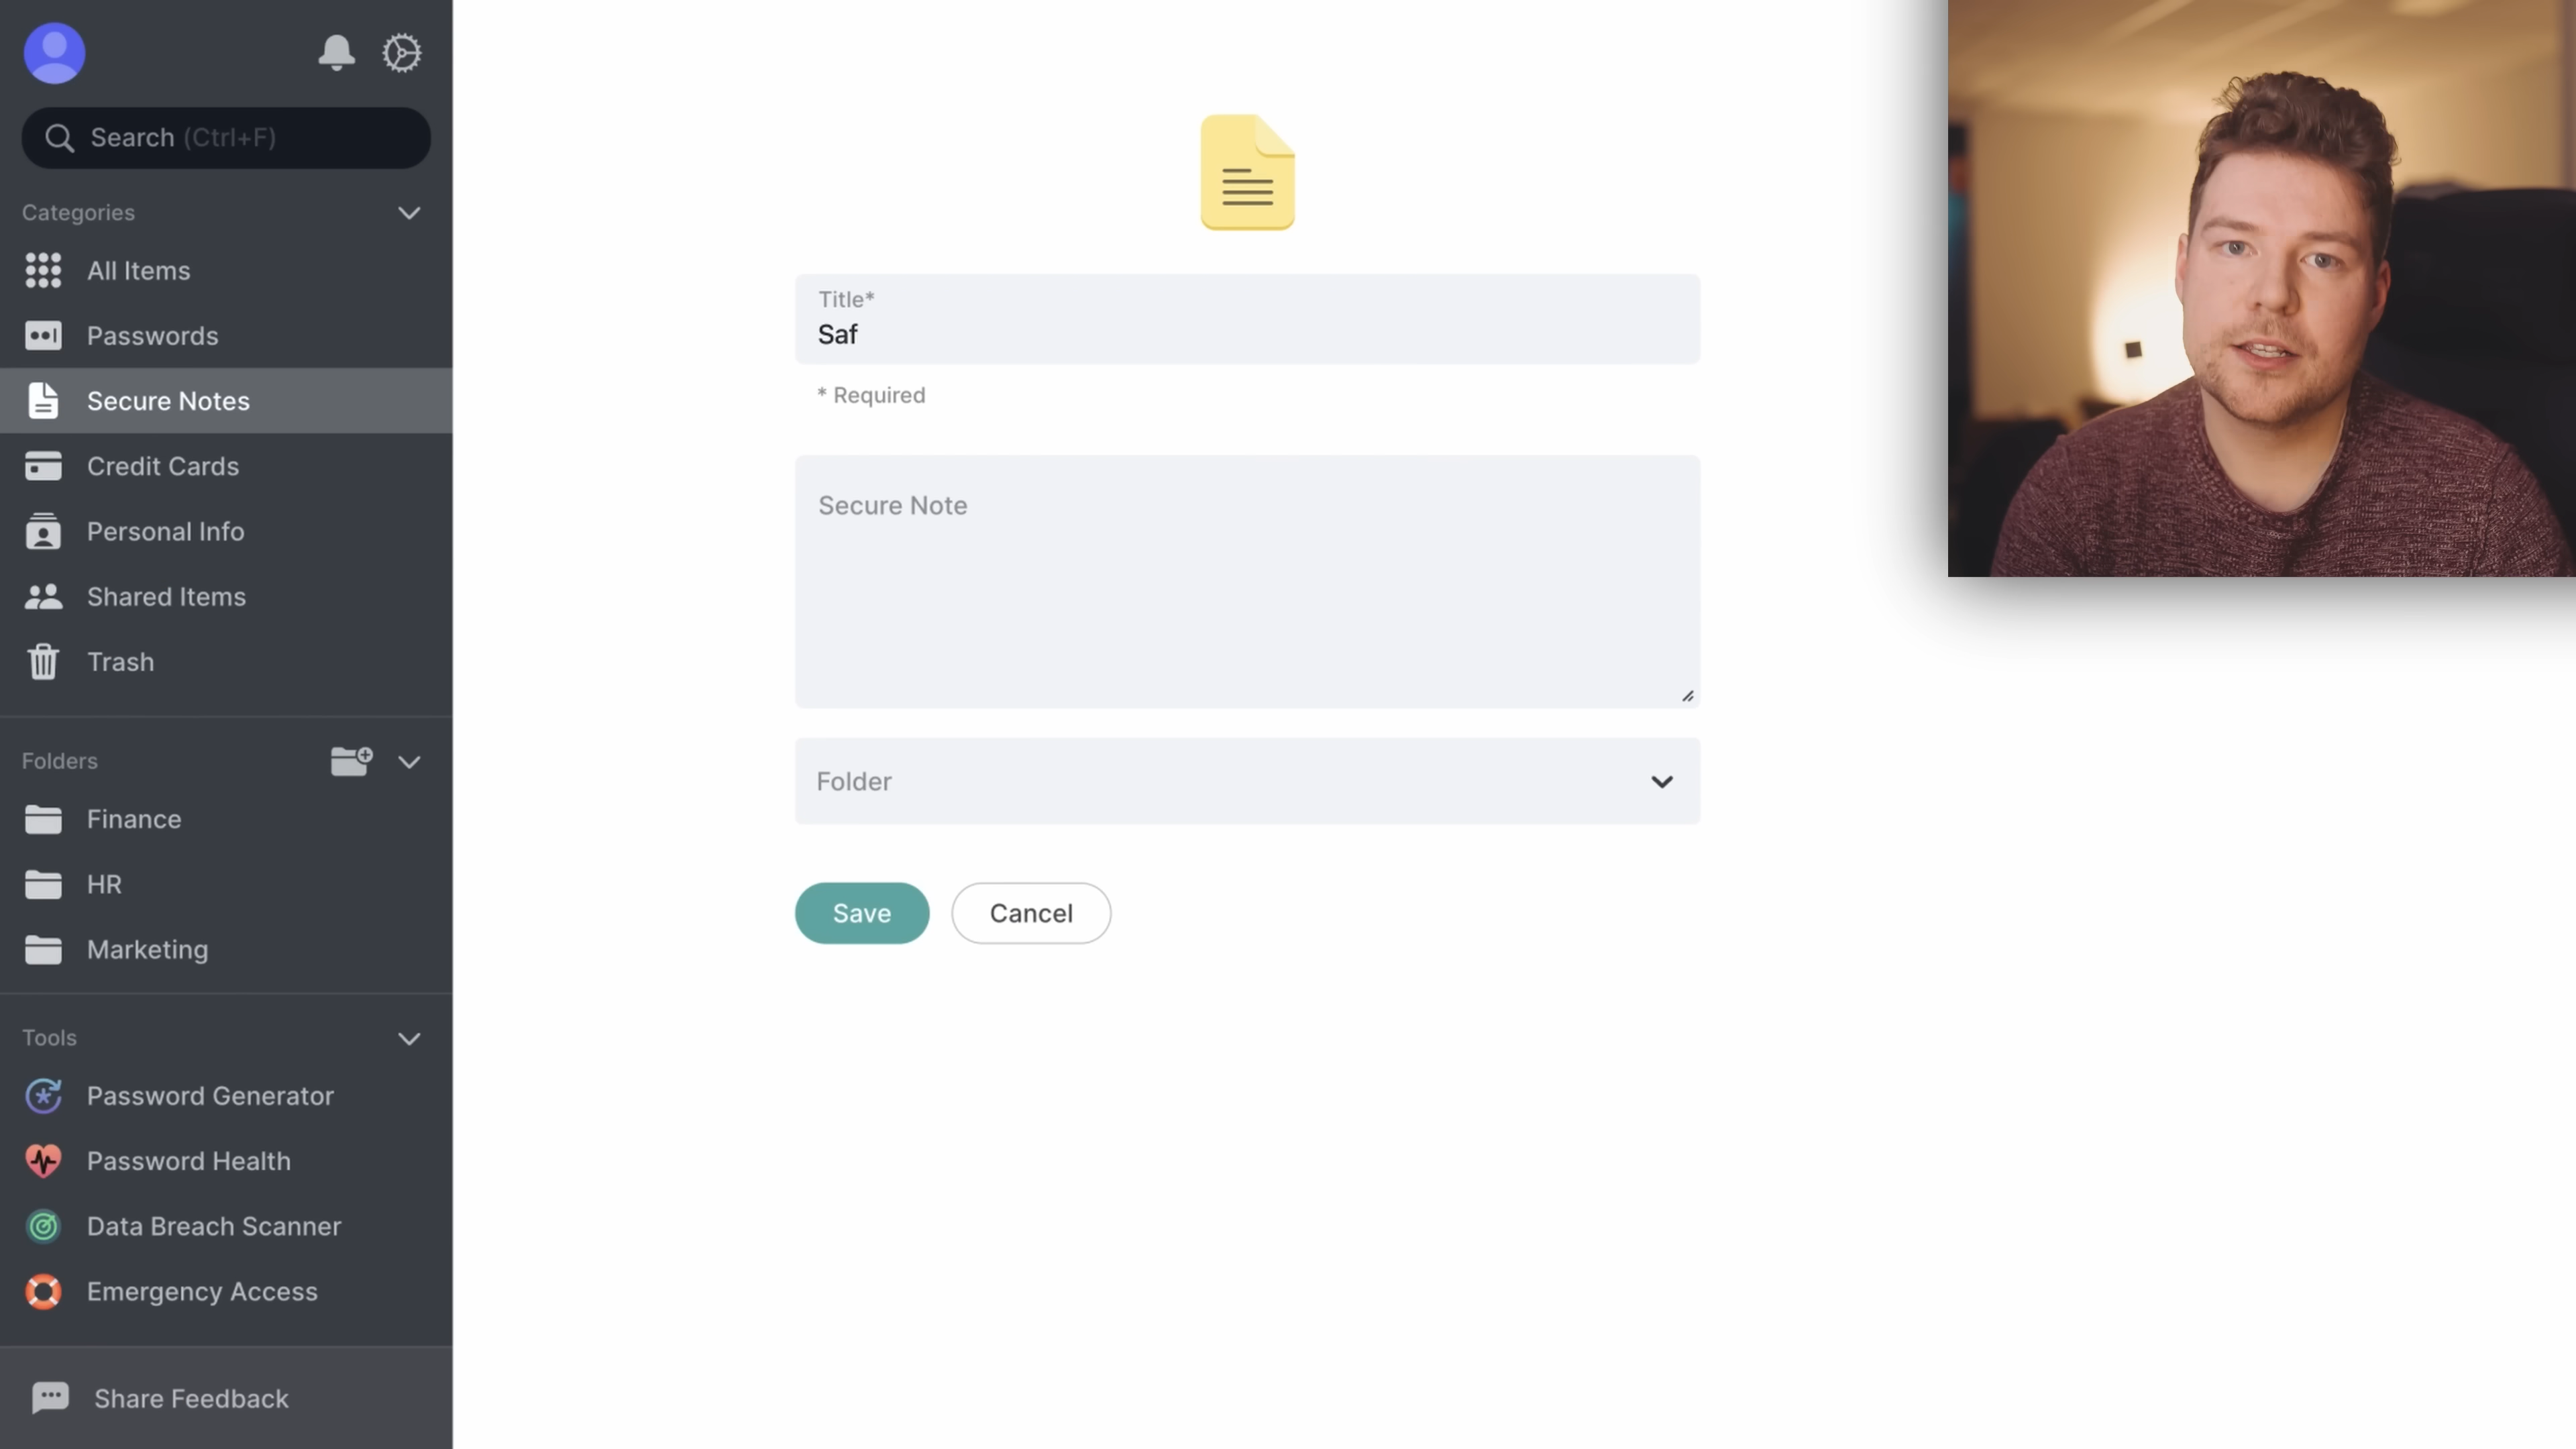 Search (Ctrl+F)
Categories
All Items
Passwords
Secure Notes
Credit Cards
Personal Info
Shared Items
Trash
Folders
Finance
HR
Marketing
Tools
Password Generator
Password Health
Data Breach Scanner
Emergency Access
Share Feedback
Title*
Saf
* Required
Secure Note
Folder
Save
Cancel